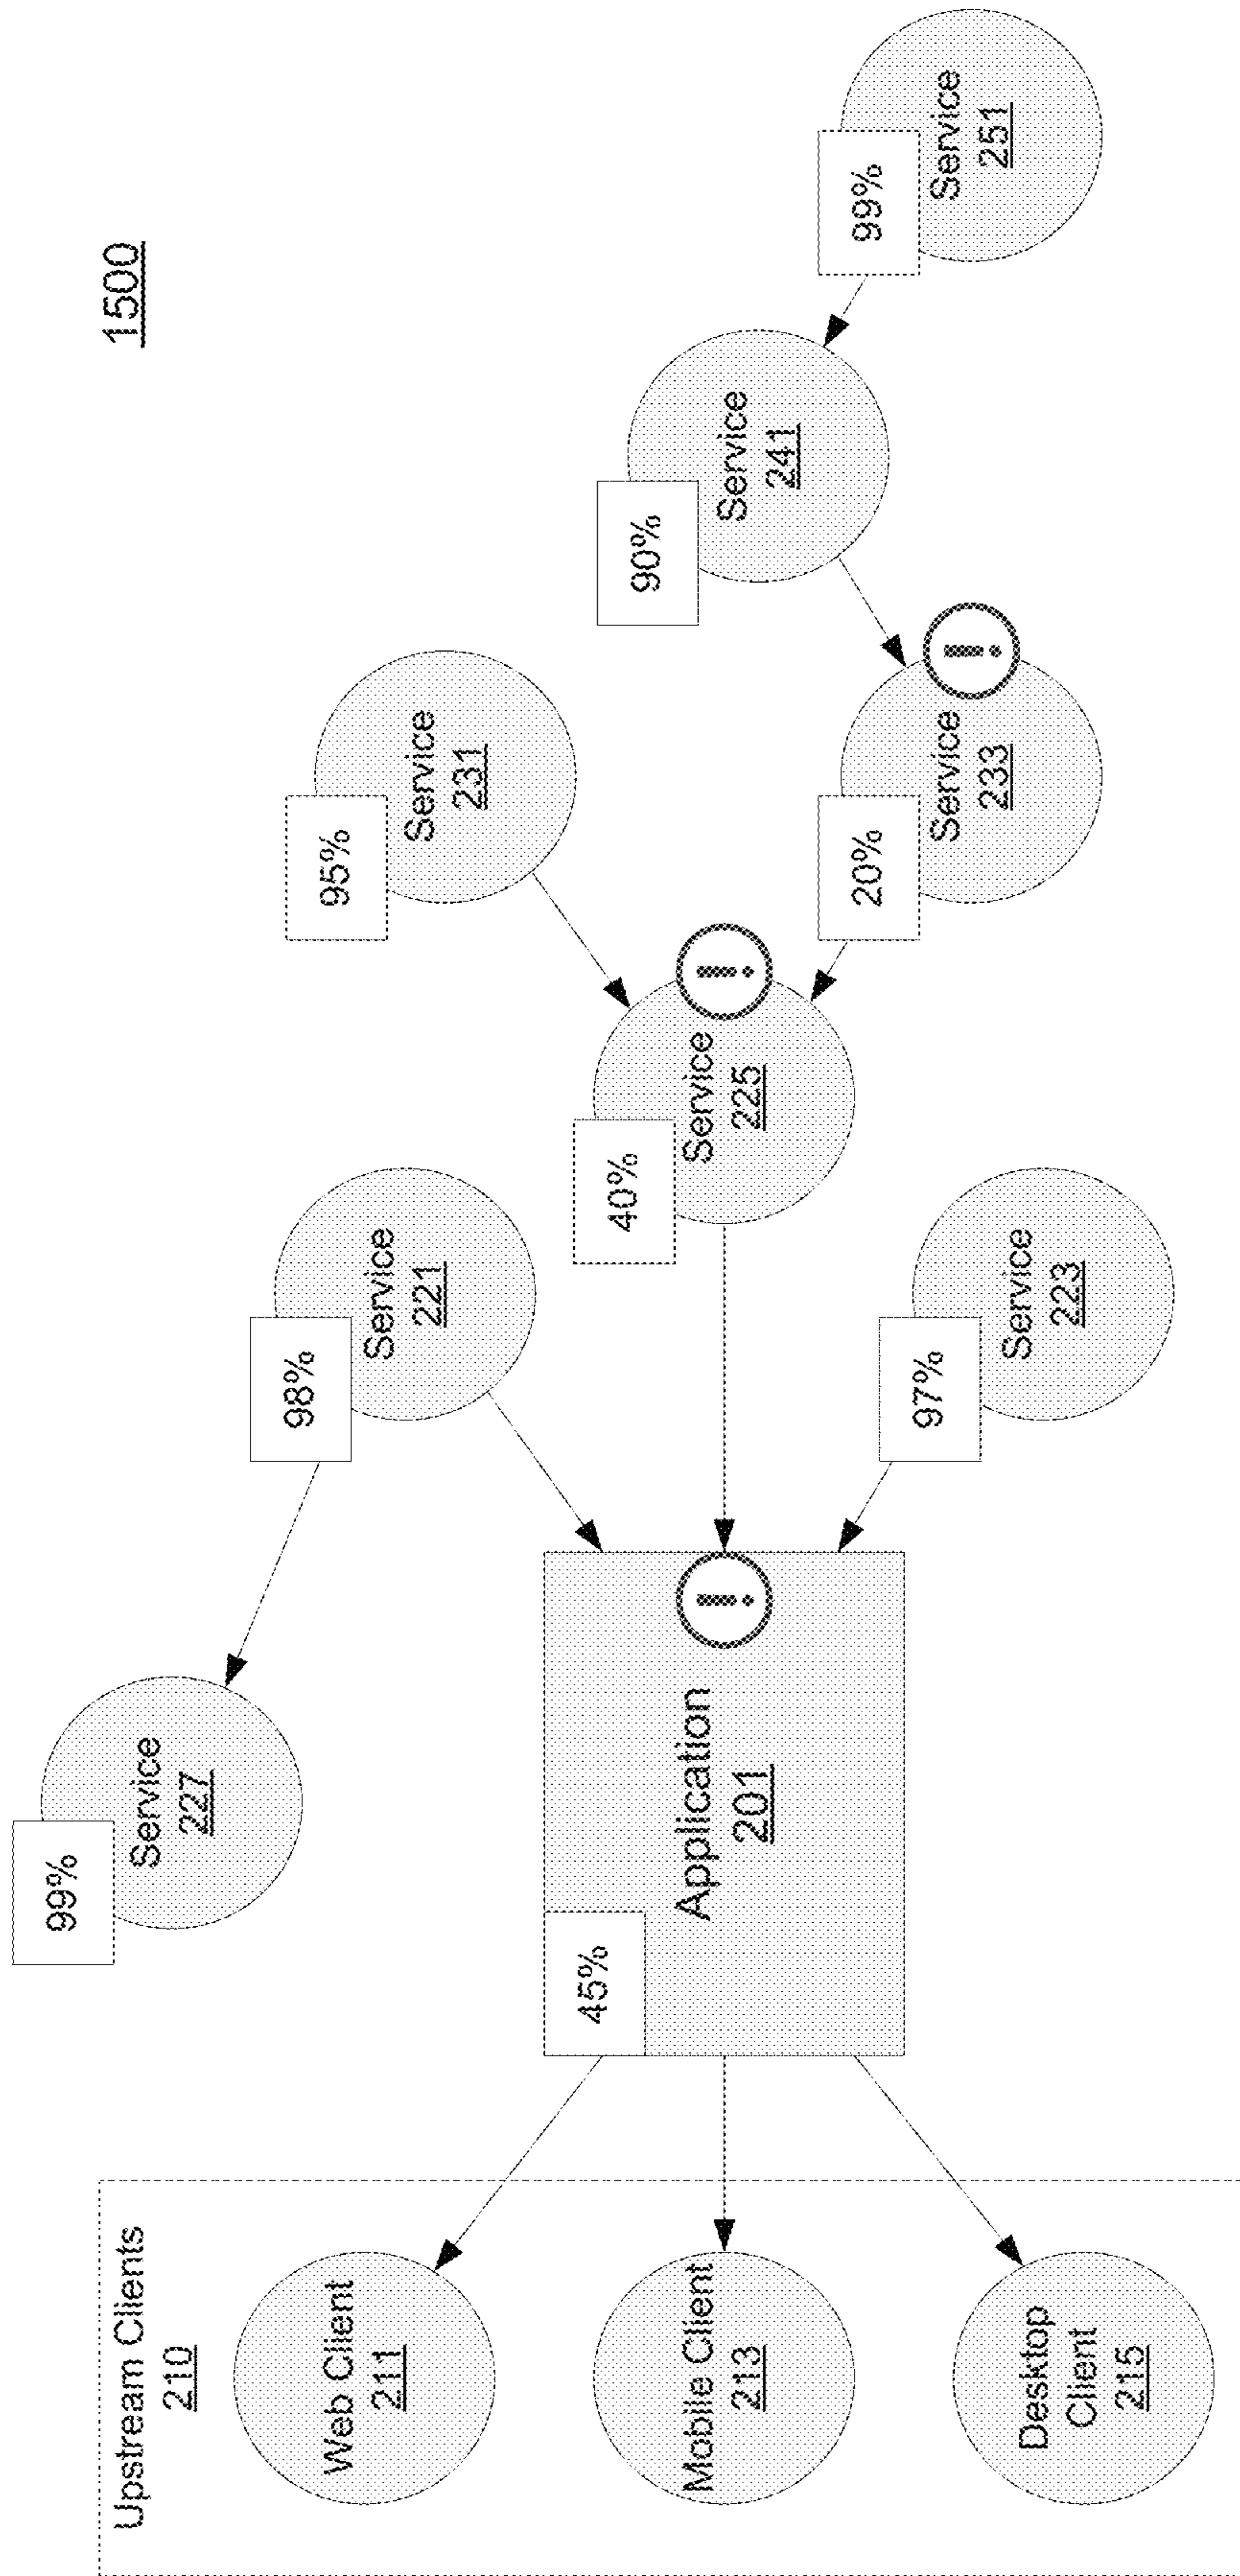 1500
Upstream Clients
210
Web Client
211
Mobile Client
213
Desktop
Client
215
99%
Service
227
45%
Application
201
i
98%
Service
221
40%
Service
225
i
97%
Service
223
95%
Service
231
20%
Service
233
i
90%
Service
241
99%
Service
251